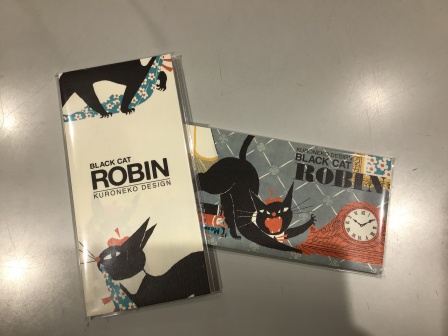 BLACK CAT
ROBIN
KURONEKO DESIGN
KURONEKO DESIGN
BLACK CAT
ROBIN